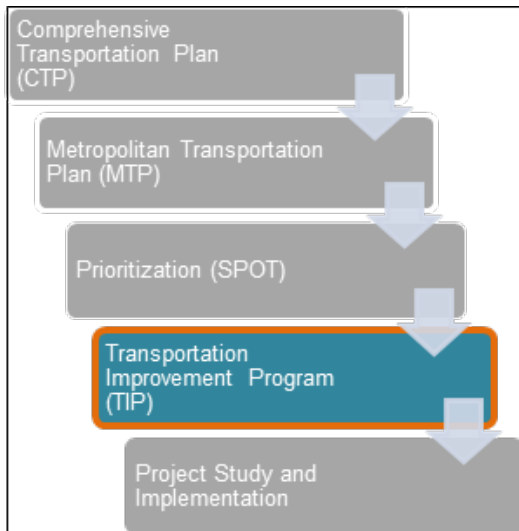 Comprehensive
Transportation Plan
(CTP)
Metropolitan Transportation
Plan (MTP)
Prioritization (SPOT)
Transportation
Improvement Program
(TIP)
Project Study and
Implementation